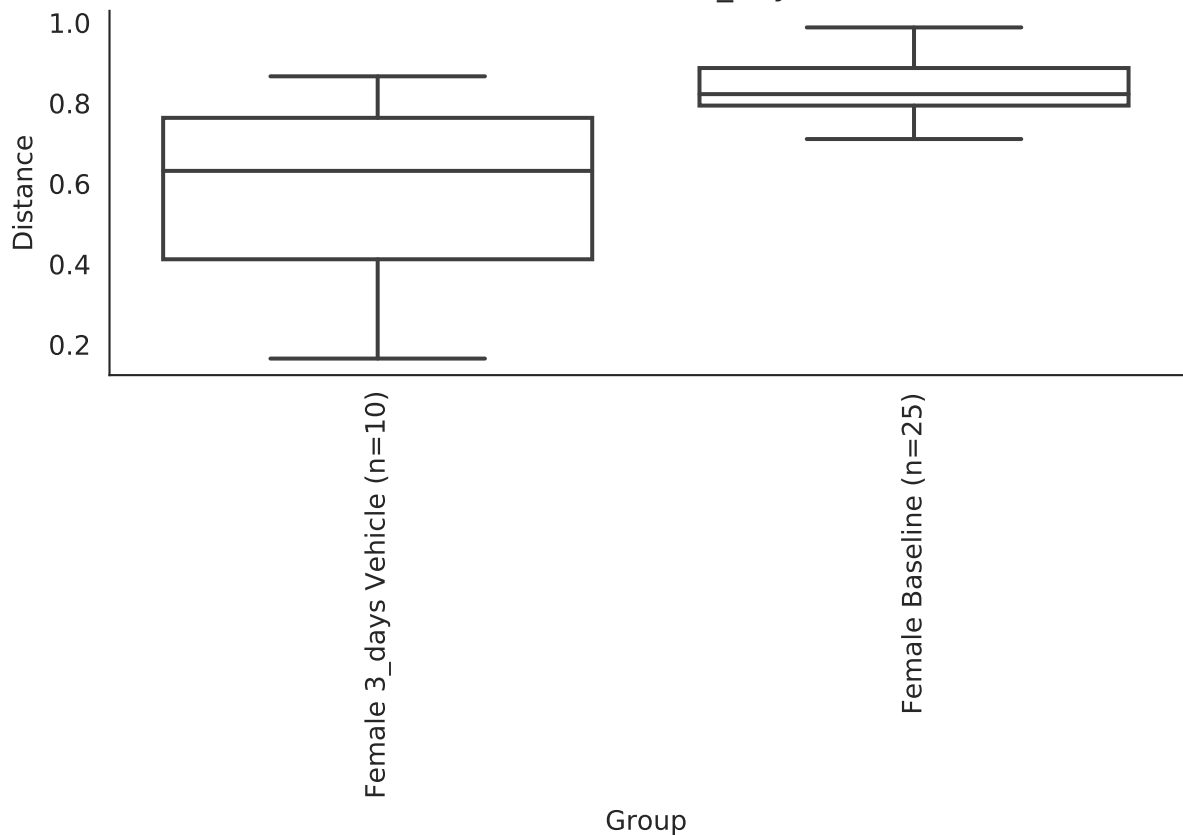 1.0
0.8
0.6
0.4
0.2
Distance
Female 3_days Vehicle (n=10)
Female Baseline (n=25)
Group